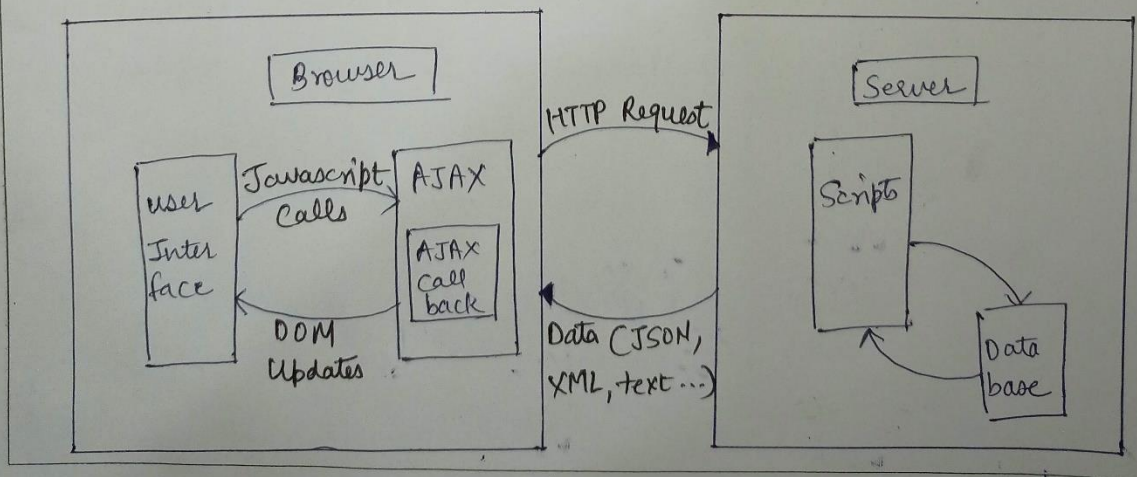 Browser
User
Inter
face
Javascript
Calls
AJAX
AJAX
Call
back
DOM
Updates
HTTP Request
Data (JSON,
XML, text ...)
Server
Scripts
Data
base